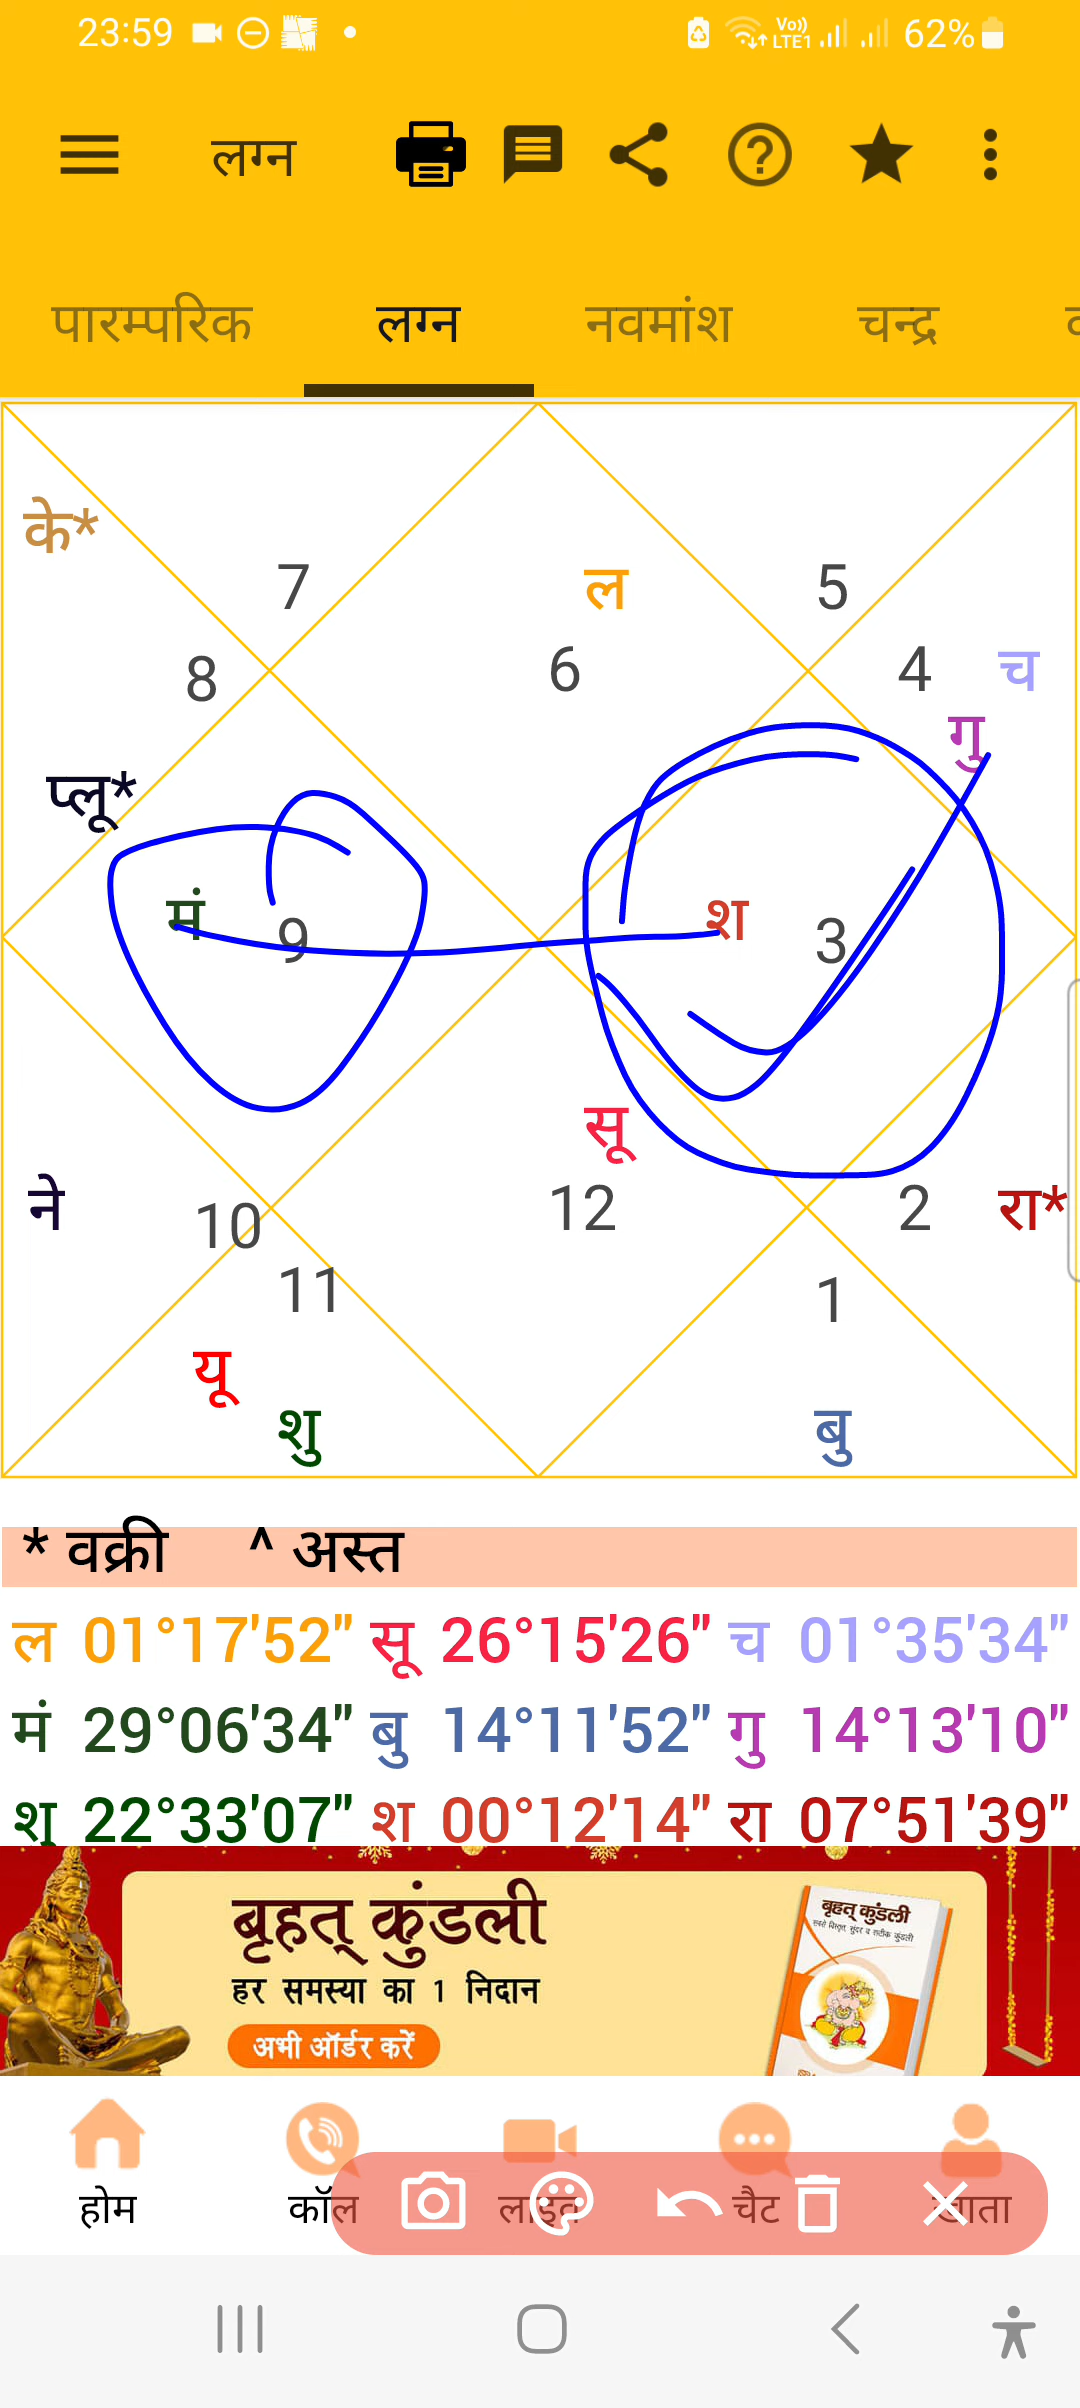 23:59 Vo)) LTE1 62%
लग्न
पारम्परिक लग्न नवमांश चन्द्र
के*
7 ल 5
8 6 4 च
गु
प्लू*
मं 9 श 3
सू
ने 10 12 2 रा*
11 1
यू
शु बु
* वक्री ^ अस्त
ल 01°17'52" सू 26°15'26" च 01°35'34"
मं 29°06'34" बु 14°11'52" गु 14°13'10"
शु 22°33'07" श 00°12'14" रा 07°51'39"
बृहत् कुंडली
हर समस्या का 1 निदान
अभी ऑर्डर करें
बृहत् कुंडली
होम कॉल लाइव चैट खाता